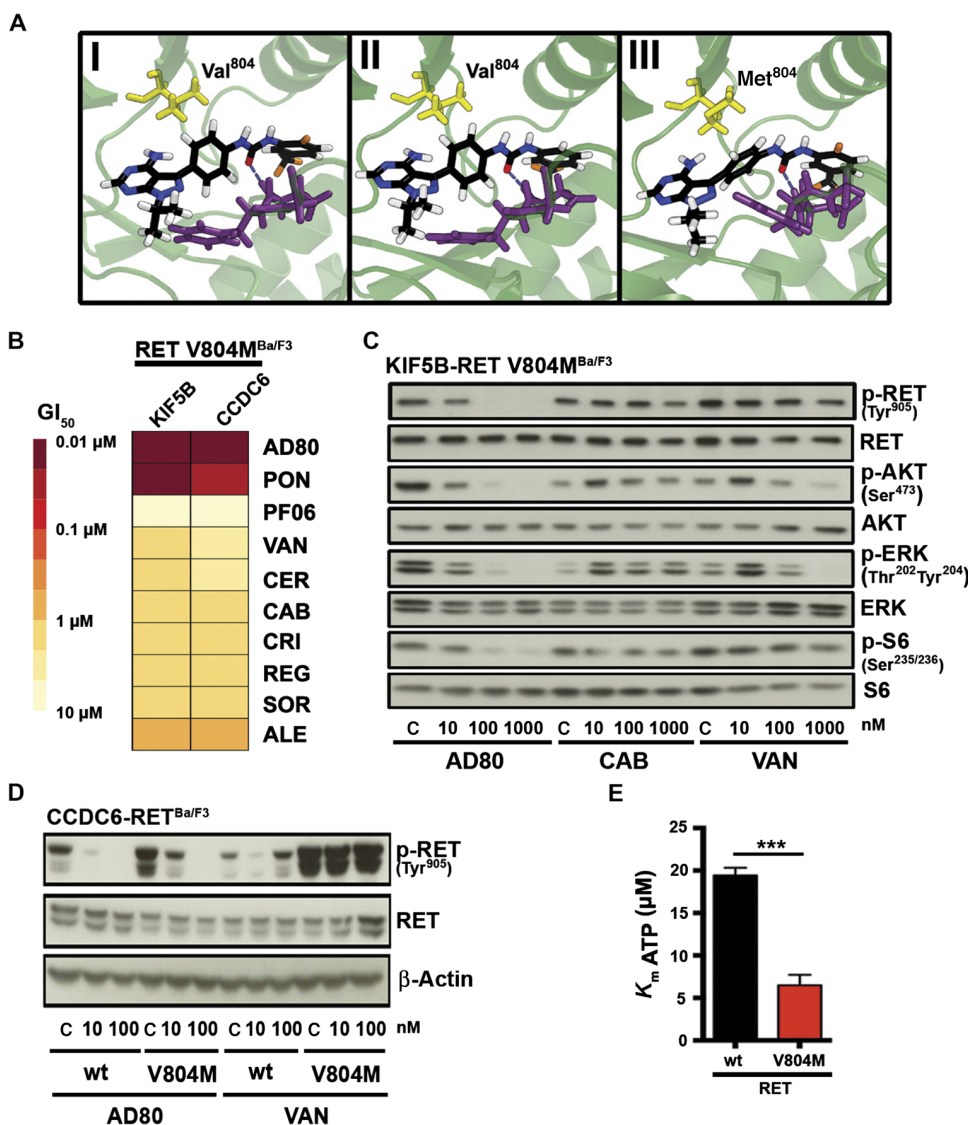 A
I
Val804
II
Val804
III
Met804
B
RET V804MBa/F3
KIF5B
CCDC6
GI50
0.01 µM
0.1 µM
1 µM
10 µM
AD80
PON
PF06
VAN
CER
CAB
CRI
REG
SOR
ALE
C
KIF5B-RET V804MBa/F3
p-RET
(Tyr905)
RET
p-AKT
(Ser473)
AKT
p-ERK
(Thr202Tyr204)
ERK
p-S6
(Ser235/236)
S6
C 10 100 1000 C 10 100 1000 C 10 100 1000 nM
AD80 CAB VAN
D
CCDC6-RETBa/F3
p-RET
(Tyr905)
RET
β-Actin
C 10 100 C 10 100 C 10 100 C 10 100 nM
wt V804M wt V804M
AD80 VAN
E
Km ATP (µM)
25
20
15
10
5
0
***
wt V804M
RET